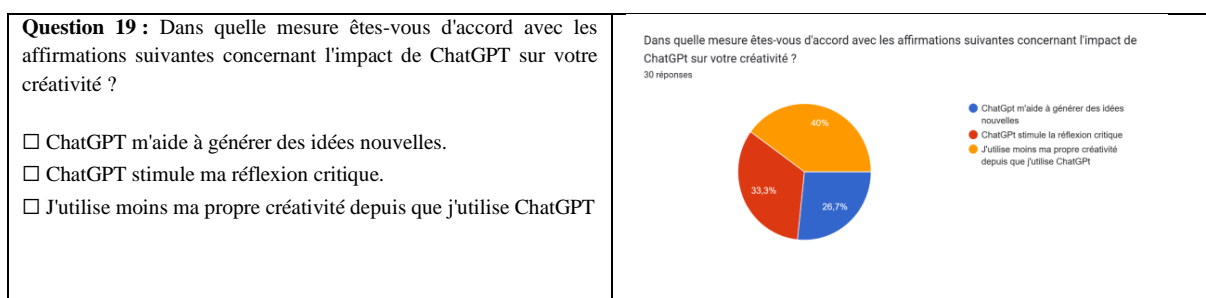 Question 19 : Dans quelle mesure êtes-vous d'accord avec les
affirmations suivantes concernant l'impact de ChatGPT sur votre
créativité ?
☐ ChatGPT m'aide à générer des idées nouvelles.
☐ ChatGPT stimule ma réflexion critique.
☐ J'utilise moins ma propre créativité depuis que j'utilise ChatGPT
Dans quelle mesure êtes-vous d'accord avec les affirmations suivantes concernant l'impact de
ChatGPt sur votre créativité ?
30 réponses
ChatGpt m'aide à générer des idées
nouvelles
ChatGPt stimule la réflexion critique
J'utilise moins ma propre créativité
depuis que j'utilise ChatGPt
40%
33,3%
26,7%